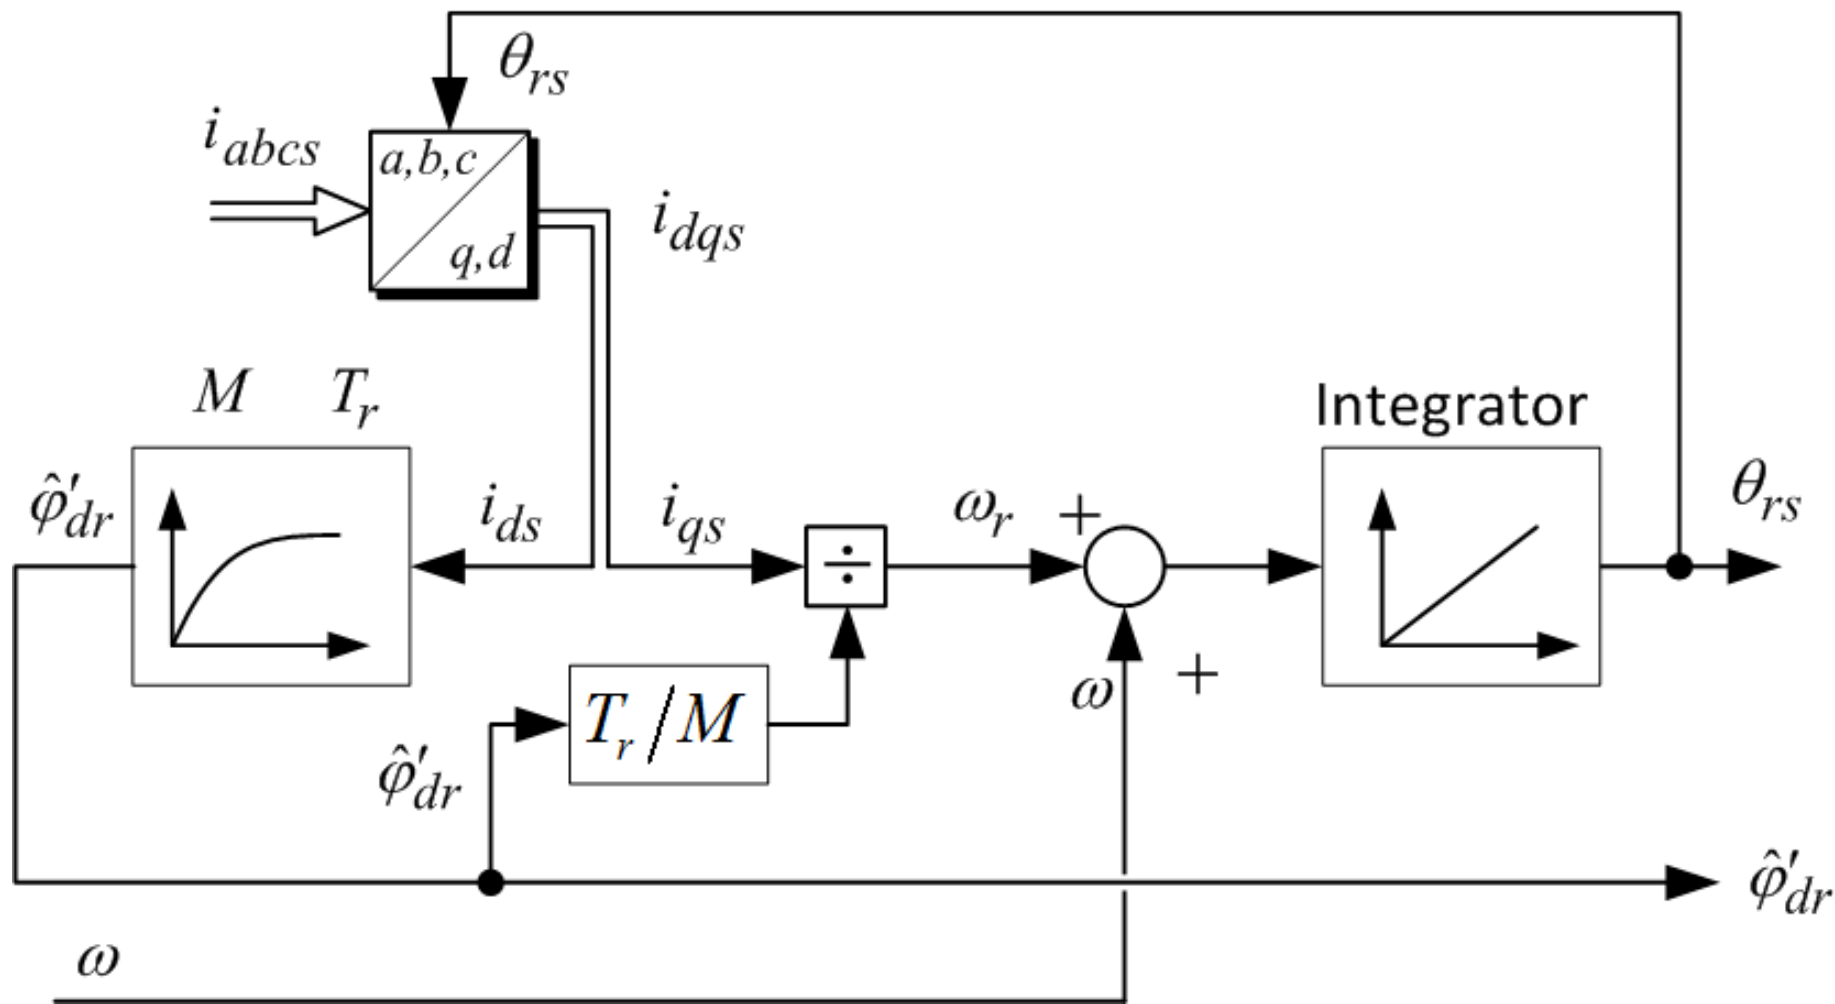 θrs
iabcs
a,b,c
q,d
idqs
M Tr
Integrator
φ̂′dr
ids
iqs
ωr
+
θrs
÷
ω
+
Tr/M
φ̂′dr
φ̂′dr
ω